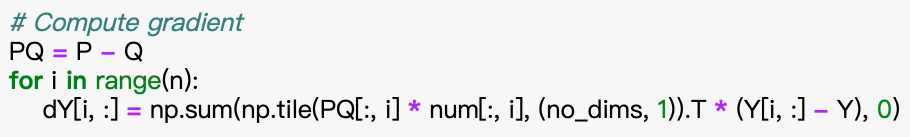 # Compute gradient
PQ = P - Q
for i in range(n):
    dY[i, :] = np.sum(np.tile(PQ[:, i] * num[:, i], (no_dims, 1)).T * (Y[i, :] - Y), 0)